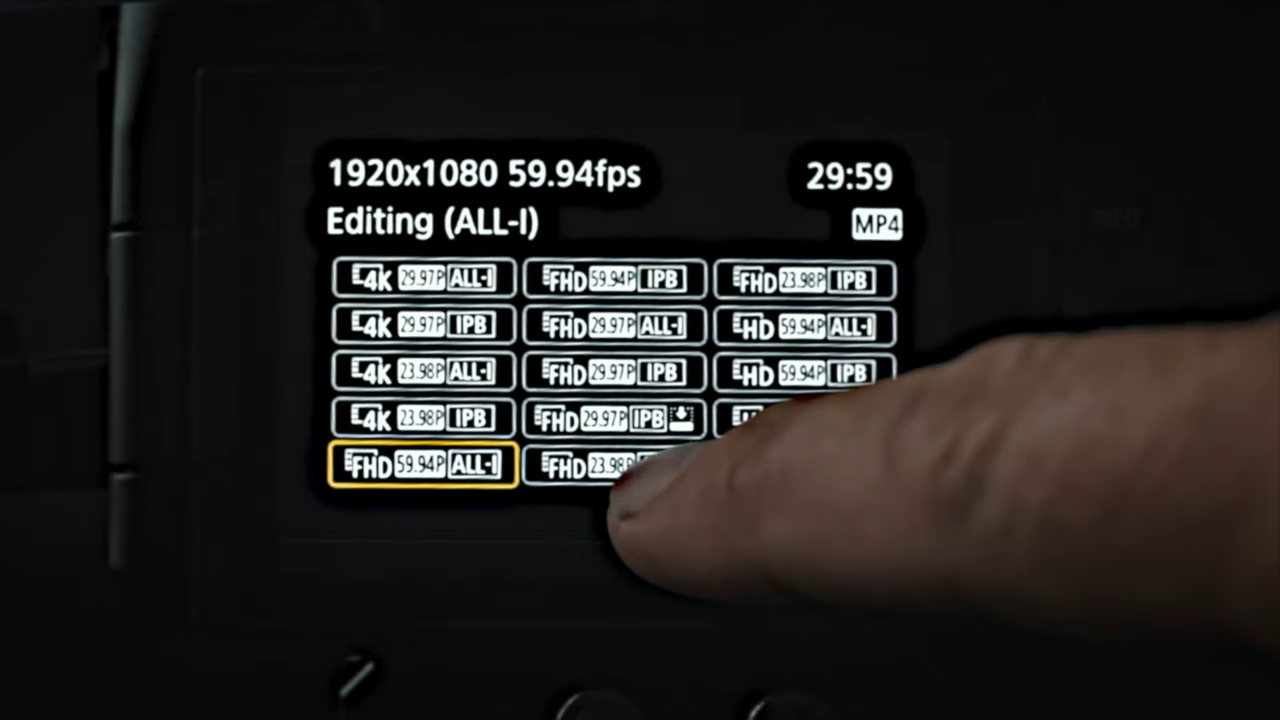 1920x1080 59.94fps 29:59
Editing (ALL-I) MP4
4K 29.97P ALL-I FHD 59.94P IPB FHD 23.98P IPB
4K 29.97P IPB FHD 29.97P ALL-I HD 59.94P ALL-I
4K 23.98P ALL-I FHD 29.97P IPB HD 59.94P IPB
4K 23.98P IPB FHD 29.97P IPB
FHD 59.94P ALL-I FHD 23.98P
INFO